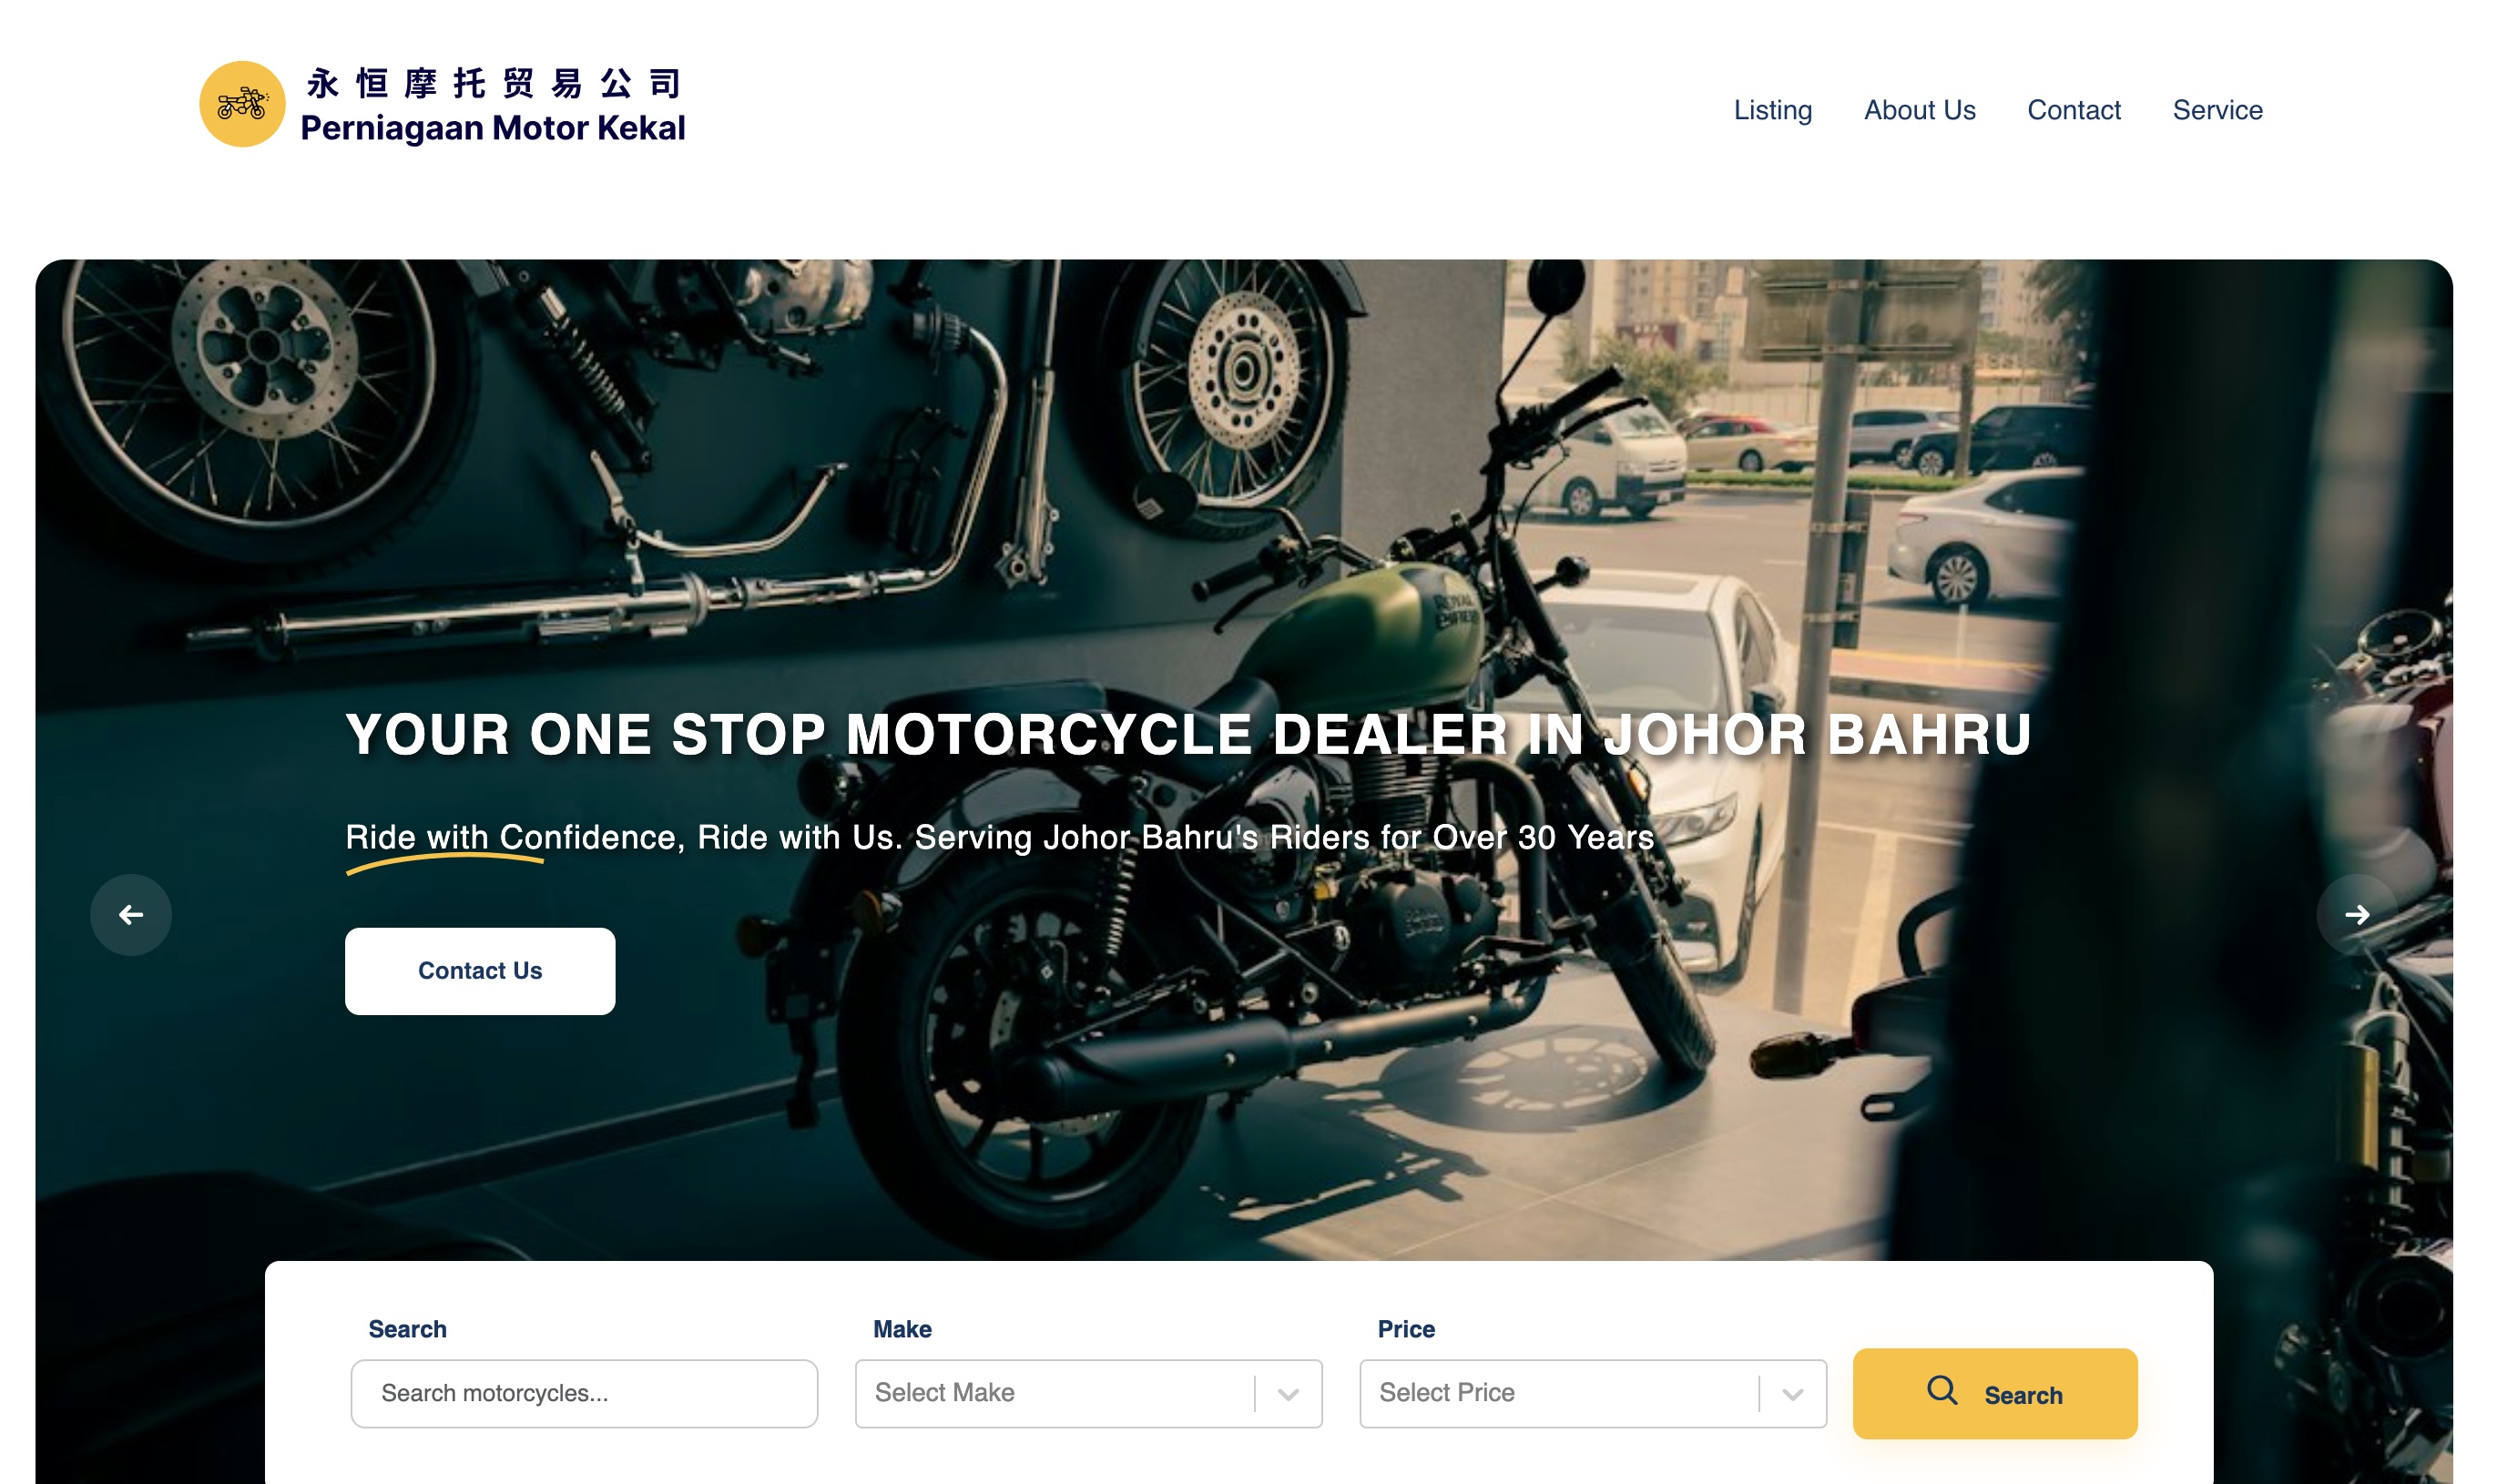 永恒摩托贸易公司
Perniagaan Motor Kekal
Listing About Us Contact Service
ROYAL
ENFIELD
YOUR ONE STOP MOTORCYCLE DEALER IN JOHOR BAHRU
Ride with Confidence, Ride with Us. Serving Johor Bahru's Riders for Over 30 Years
Contact Us
Search Make Price
Search motorcycles... Select Make Select Price Search